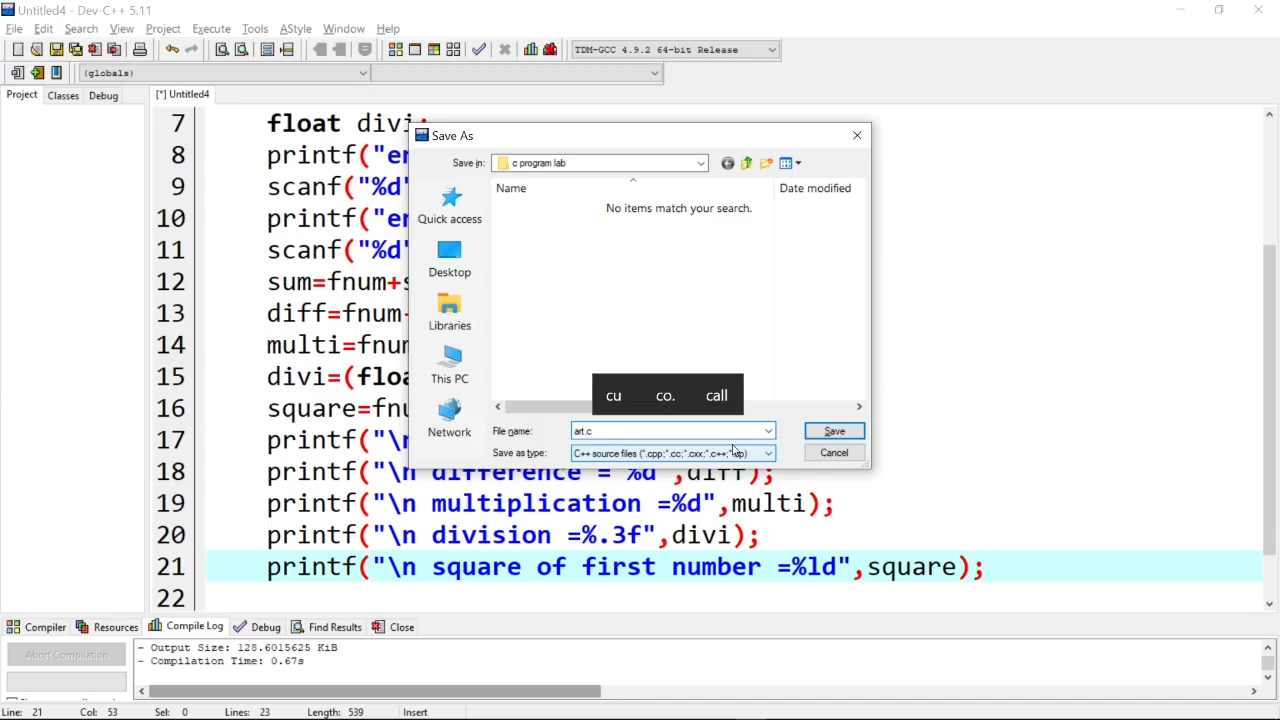 Untitled4 - Dev-C++ 5.11
File Edit Search View Project Execute Tools AStyle Window Help
TDM-GCC 4.9.2 64-bit Release
(globals)
Project Classes Debug [*] Untitled4
7 float divi;
8 printf("er
9 scanf("%d"
10 printf("er
11 scanf("%d"
12 sum=fnum+s
13 diff=fnum-
14 multi=fnum
15 divi=(floa
16 square=fnu
17 printf("\n
18 printf("\n difference = %d",diff);
19 printf("\n multiplication =%d",multi);
20 printf("\n division =%.3f",divi);
21 printf("\n square of first number =%ld",square);
22
Save As
Save in: c program lab
Name Date modified
No items match your search.
Quick access
Desktop
Libraries
This PC
Network
cu co. call
File name: art.c Save
Save as type: C++ source files (*.cpp;*.cc;*.cxx;*.c++;*.cp) Cancel
Compiler Resources Compile Log Debug Find Results Close
Abort Compilation
- Output Size: 128.6015625 KiB
- Compilation Time: 0.67s
Line: 21 Col: 53 Sel: 0 Lines: 23 Length: 539 Insert